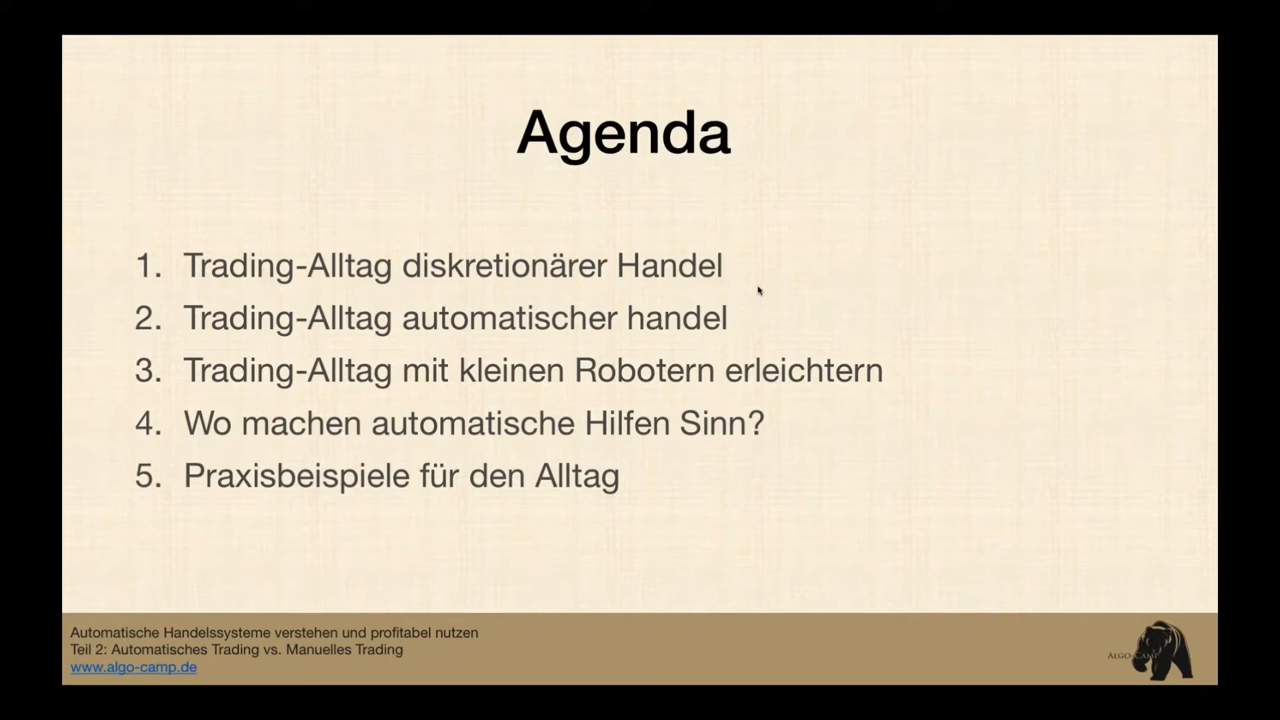 Agenda
1. Trading-Alltag diskretionärer Handel
2. Trading-Alltag automatischer handel
3. Trading-Alltag mit kleinen Robotern erleichtern
4. Wo machen automatische Hilfen Sinn?
5. Praxisbeispiele für den Alltag
Automatische Handelssysteme verstehen und profitabel nutzen
Teil 2: Automatisches Trading vs. Manuelles Trading
www.algo-camp.de
ALGO-CAMP